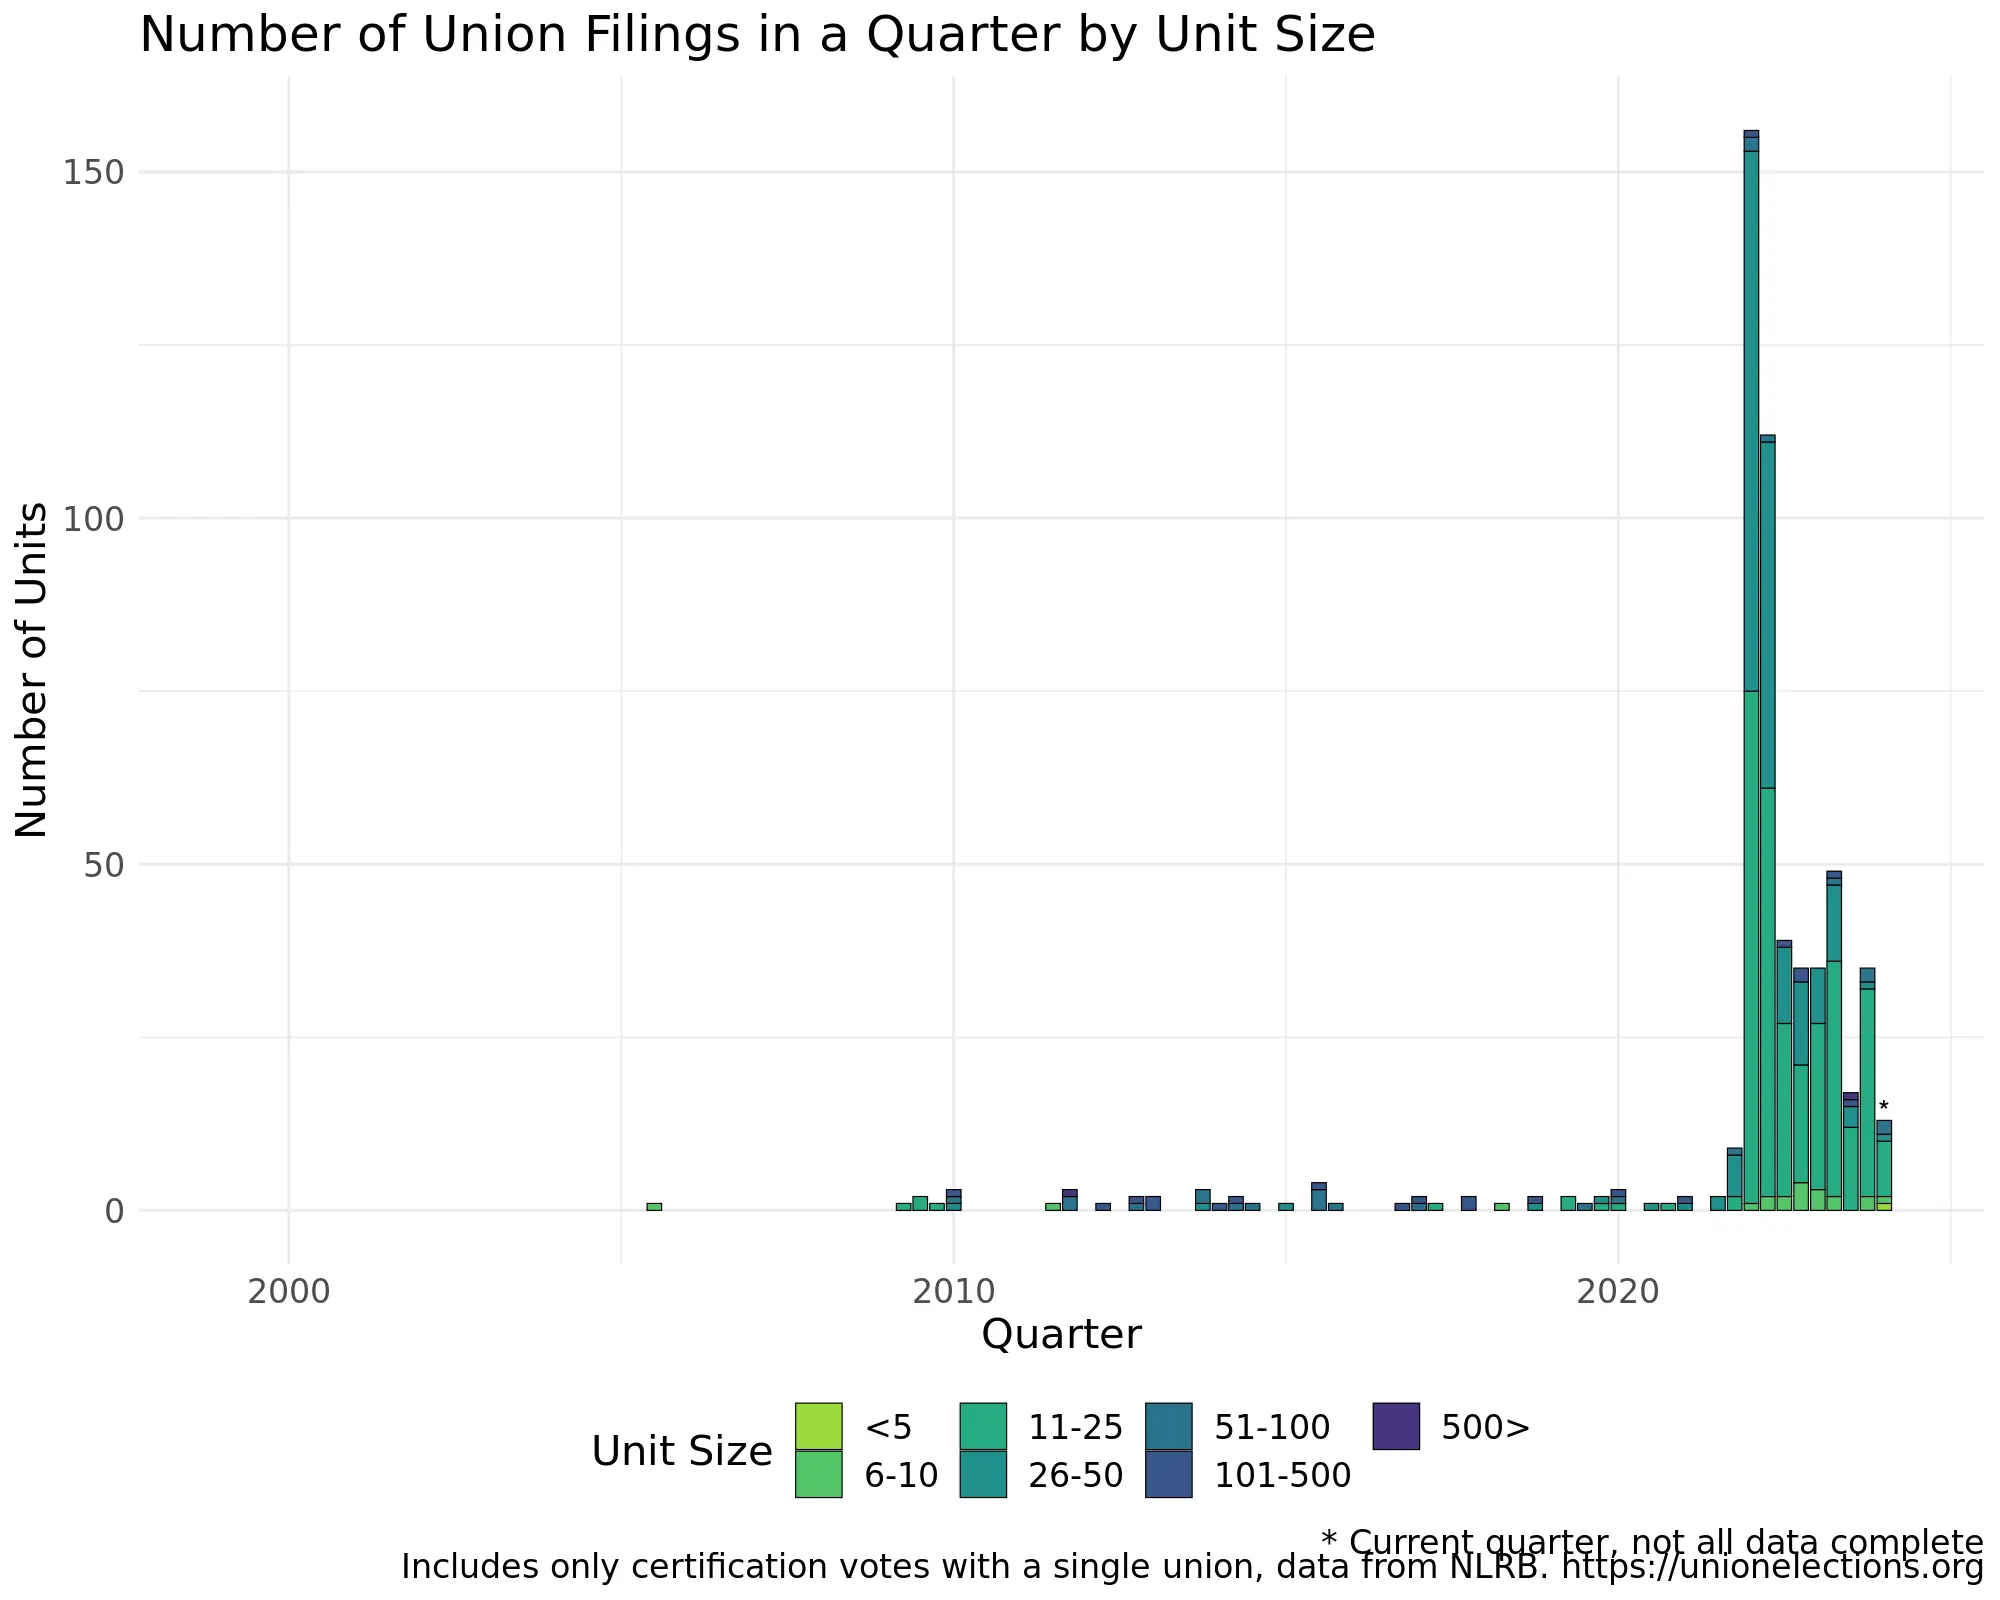 Number of Union Filings in a Quarter by Unit Size
Number of Units
150
100
50
0
*
2000 2010 2020
Quarter
Unit Size
<5 11-25 51-100 500>
6-10 26-50 101-500
* Current quarter, not all data complete
Includes only certification votes with a single union, data from NLRB. https://unionelections.org